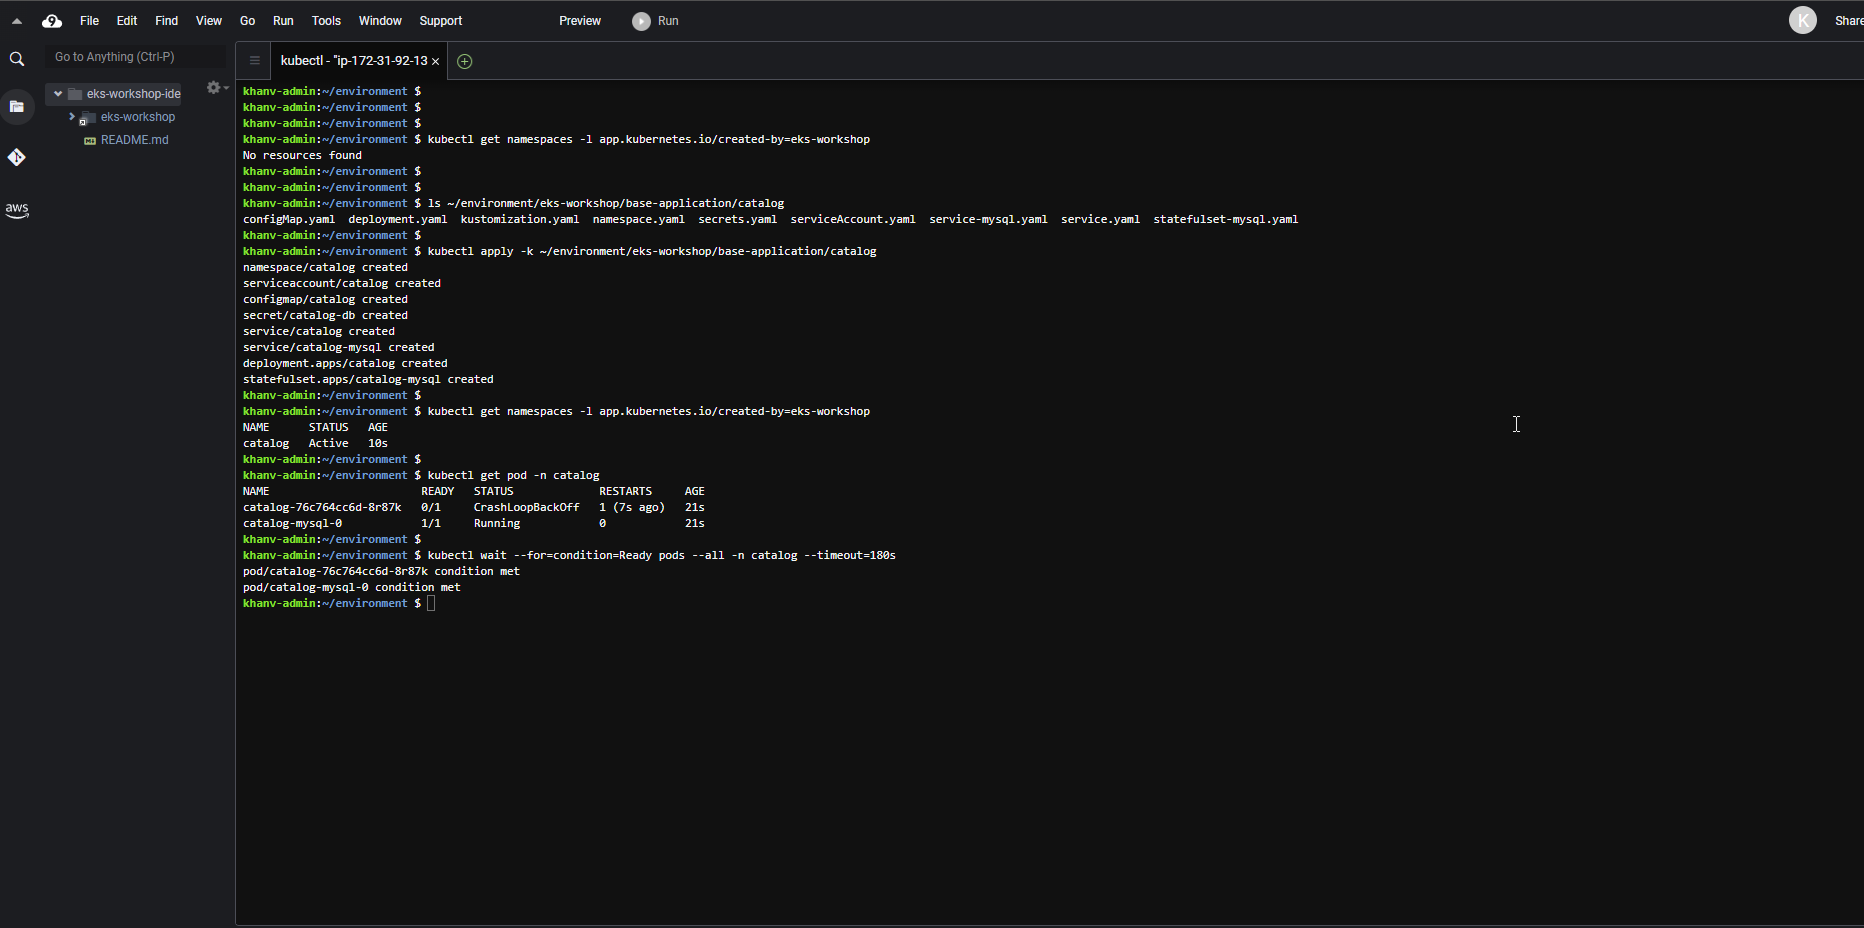 9 File Edit Find View Go Run Tools Window Support Preview Run K Share
Go to Anything (Ctrl-P)
kubectl - "ip-172-31-92-13 ×
eks-workshop-ide
eks-workshop
README.md
aws
khanv-admin:~/environment $
khanv-admin:~/environment $
khanv-admin:~/environment $
khanv-admin:~/environment $ kubectl get namespaces -l app.kubernetes.io/created-by=eks-workshop
No resources found
khanv-admin:~/environment $
khanv-admin:~/environment $
khanv-admin:~/environment $ ls ~/environment/eks-workshop/base-application/catalog
configMap.yaml  deployment.yaml  kustomization.yaml  namespace.yaml  secrets.yaml  serviceAccount.yaml  service-mysql.yaml  service.yaml  statefulset-mysql.yaml
khanv-admin:~/environment $
khanv-admin:~/environment $ kubectl apply -k ~/environment/eks-workshop/base-application/catalog
namespace/catalog created
serviceaccount/catalog created
configmap/catalog created
secret/catalog-db created
service/catalog created
service/catalog-mysql created
deployment.apps/catalog created
statefulset.apps/catalog-mysql created
khanv-admin:~/environment $
khanv-admin:~/environment $ kubectl get namespaces -l app.kubernetes.io/created-by=eks-workshop
NAME      STATUS   AGE
catalog   Active   10s
khanv-admin:~/environment $
khanv-admin:~/environment $ kubectl get pod -n catalog
NAME                       READY   STATUS             RESTARTS     AGE
catalog-76c764cc6d-8r87k   0/1     CrashLoopBackOff   1 (7s ago)   21s
catalog-mysql-0            1/1     Running            0            21s
khanv-admin:~/environment $
khanv-admin:~/environment $ kubectl wait --for=condition=Ready pods --all -n catalog --timeout=180s
pod/catalog-76c764cc6d-8r87k condition met
pod/catalog-mysql-0 condition met
khanv-admin:~/environment $